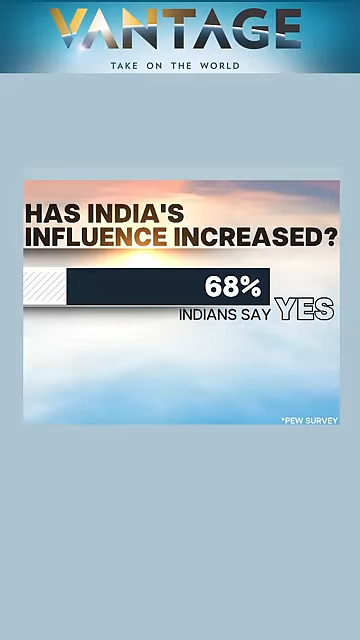 VANTAGE
TAKE ON THE WORLD
HAS INDIA'S
INFLUENCE INCREASED?
68%
INDIANS SAY YES
*PEW SURVEY